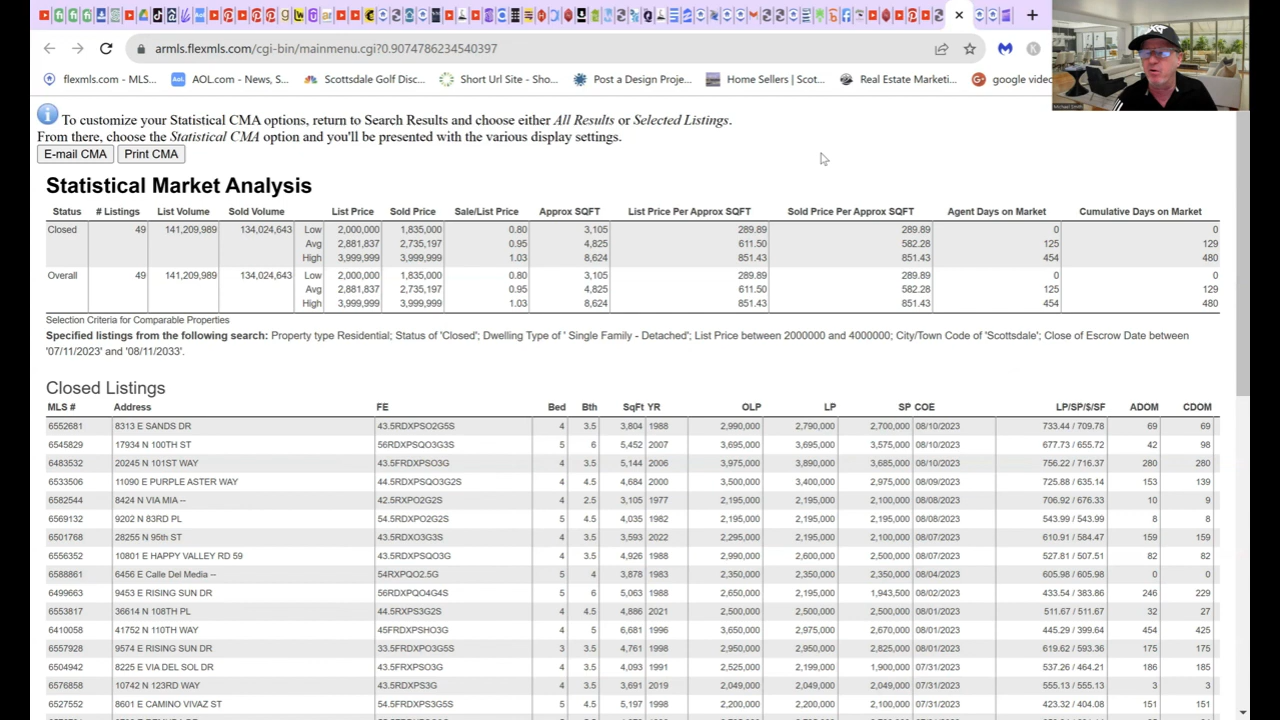 armls.flexmls.com/cgi-bin/mainmenu.cgi?0.9074786234540397
flexmls.com - MLS... AOL.com - News, S... Scottsdale Golf Disc... Short Url Site - Sho... Post a Design Proje... Home Sellers | Scot... Real Estate Marketi... google video
Michael Smith
To customize your Statistical CMA options, return to Search Results and choose either All Results or Selected Listings.
From there, choose the Statistical CMA option and you'll be presented with the various display settings.
E-mail CMA Print CMA
Statistical Market Analysis
Status # Listings List Volume Sold Volume List Price Sold Price Sale/List Price Approx SQFT List Price Per Approx SQFT Sold Price Per Approx SQFT Agent Days on Market Cumulative Days on Market
Closed 49 141,209,989 134,024,643 Low 2,000,000 1,835,000 0.80 3,105 289.89 289.89 0 0
Avg 2,881,837 2,735,197 0.95 4,825 611.50 582.28 125 129
High 3,999,999 3,999,999 1.03 8,624 851.43 851.43 454 480
Overall 49 141,209,989 134,024,643 Low 2,000,000 1,835,000 0.80 3,105 289.89 289.89 0 0
Avg 2,881,837 2,735,197 0.95 4,825 611.50 582.28 125 129
High 3,999,999 3,999,999 1.03 8,624 851.43 851.43 454 480
Selection Criteria for Comparable Properties
Specified listings from the following search: Property type Residential; Status of 'Closed'; Dwelling Type of ' Single Family - Detached'; List Price between 2000000 and 4000000; City/Town Code of 'Scottsdale'; Close of Escrow Date between
'07/11/2023' and '08/11/2033'.
Closed Listings
MLS # Address FE Bed Bth SqFt YR OLP LP SP COE LP/SP/$/SF ADOM CDOM
6552681 8313 E SANDS DR 43.5RDXPSO2G5S 4 3.5 3,804 1988 2,990,000 2,790,000 2,700,000 08/10/2023 733.44 / 709.78 69 69
6545829 17934 N 100TH ST 56RDXPSQO3G3S 5 6 5,452 2007 3,695,000 3,695,000 3,575,000 08/10/2023 677.73 / 655.72 42 98
6483532 20245 N 101ST WAY 43.5FRDXPSO3G 4 3.5 5,144 2006 3,975,000 3,890,000 3,685,000 08/10/2023 756.22 / 716.37 280 280
6533506 11090 E PURPLE ASTER WAY 44.5RDXPSQO3G2S 4 4.5 4,684 2000 3,500,000 3,400,000 2,975,000 08/09/2023 725.88 / 635.14 153 139
6582544 8424 N VIA MIA -- 42.5RXPO2G2S 4 2.5 3,105 1977 2,195,000 2,195,000 2,100,000 08/08/2023 706.92 / 676.33 10 9
6569132 9202 N 83RD PL 54.5RDXPO2G2S 5 4.5 4,035 1982 2,195,000 2,195,000 2,195,000 08/08/2023 543.99 / 543.99 8 8
6501768 28255 N 95th ST 43.5RDXO3G3S 4 3.5 3,593 2022 2,295,000 2,195,000 2,100,000 08/07/2023 610.91 / 584.47 159 159
6556352 10801 E HAPPY VALLEY RD 59 43.5RDXPSQO3G 4 3.5 4,926 1988 2,990,000 2,600,000 2,500,000 08/07/2023 527.81 / 507.51 82 82
6588861 6456 E Calle Del Media -- 54RXPQO2.5G 5 4 3,878 1983 2,350,000 2,350,000 2,350,000 08/04/2023 605.98 / 605.98 0 0
6499663 9453 E RISING SUN DR 56RDXPQO4G4S 5 6 5,063 1988 2,650,000 2,195,000 1,943,500 08/02/2023 433.54 / 383.86 246 229
6553817 36614 N 108TH PL 44.5RXPS3G2S 4 4.5 4,886 2021 2,500,000 2,500,000 2,500,000 08/01/2023 511.67 / 511.67 32 27
6410058 41752 N 110TH WAY 45FRDXPSHO3G 4 5 6,681 1996 3,650,000 2,975,000 2,670,000 08/01/2023 445.29 / 399.64 454 425
6557928 9574 E RISING SUN DR 33.5FRDXPO3G5S 3 3.5 4,761 1998 2,950,000 2,950,000 2,825,000 08/01/2023 619.62 / 593.36 175 175
6504942 8225 E VIA DEL SOL DR 43.5FRXPSO3G 4 3.5 4,093 1991 2,525,000 2,199,000 1,900,000 07/31/2023 537.26 / 464.21 186 185
6576858 10742 N 123RD WAY 43.5RDXPS3G 4 3.5 3,691 2019 2,049,000 2,049,000 2,049,000 07/31/2023 555.13 / 555.13 3 3
6527552 8601 E CAMINO VIVAZ ST 54.5FRDXPS3G5S 5 4.5 5,197 1998 2,200,000 2,200,000 2,100,000 07/31/2023 423.32 / 404.08 151 151